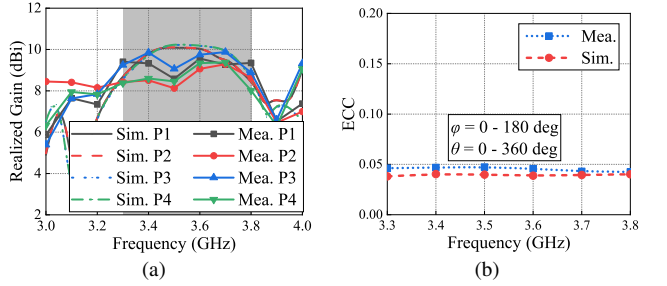 Realized Gain (dBi)
12
10
8
6
4
2
Sim. P1
Mea. P1
Sim. P2
Mea. P2
Sim. P3
Mea. P3
Sim. P4
Mea. P4
3.0 3.2 3.4 3.6 3.8 4.0
Frequency (GHz)
(a)
ECC
0.20
0.15
0.10
0.05
0.00
Mea.
Sim.
φ = 0 - 180 deg
θ = 0 - 360 deg
3.3 3.4 3.5 3.6 3.7 3.8
Frequency (GHz)
(b)